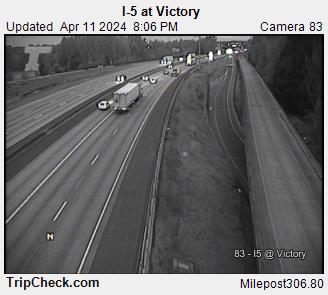 I-5 at Victory
Updated Apr 11 2024 8:06 PM Camera 83
N
83 - I5 @ Victory
TripCheck.com Milepost306.80